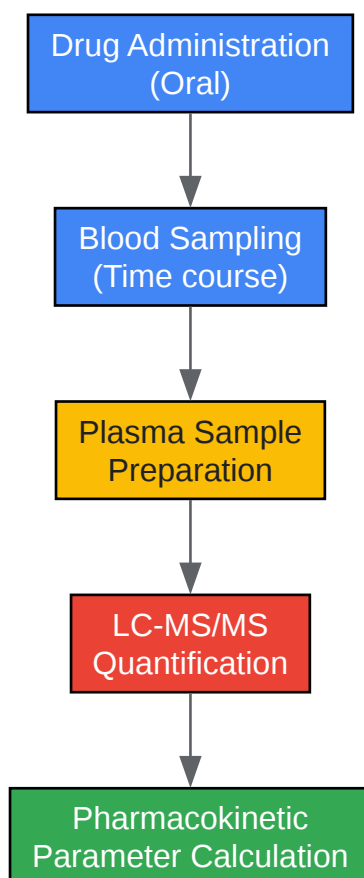 Drug Administration
(Oral)
Blood Sampling
(Time course)
Plasma Sample
Preparation
LC-MS/MS
Quantification
Pharmacokinetic
Parameter Calculation